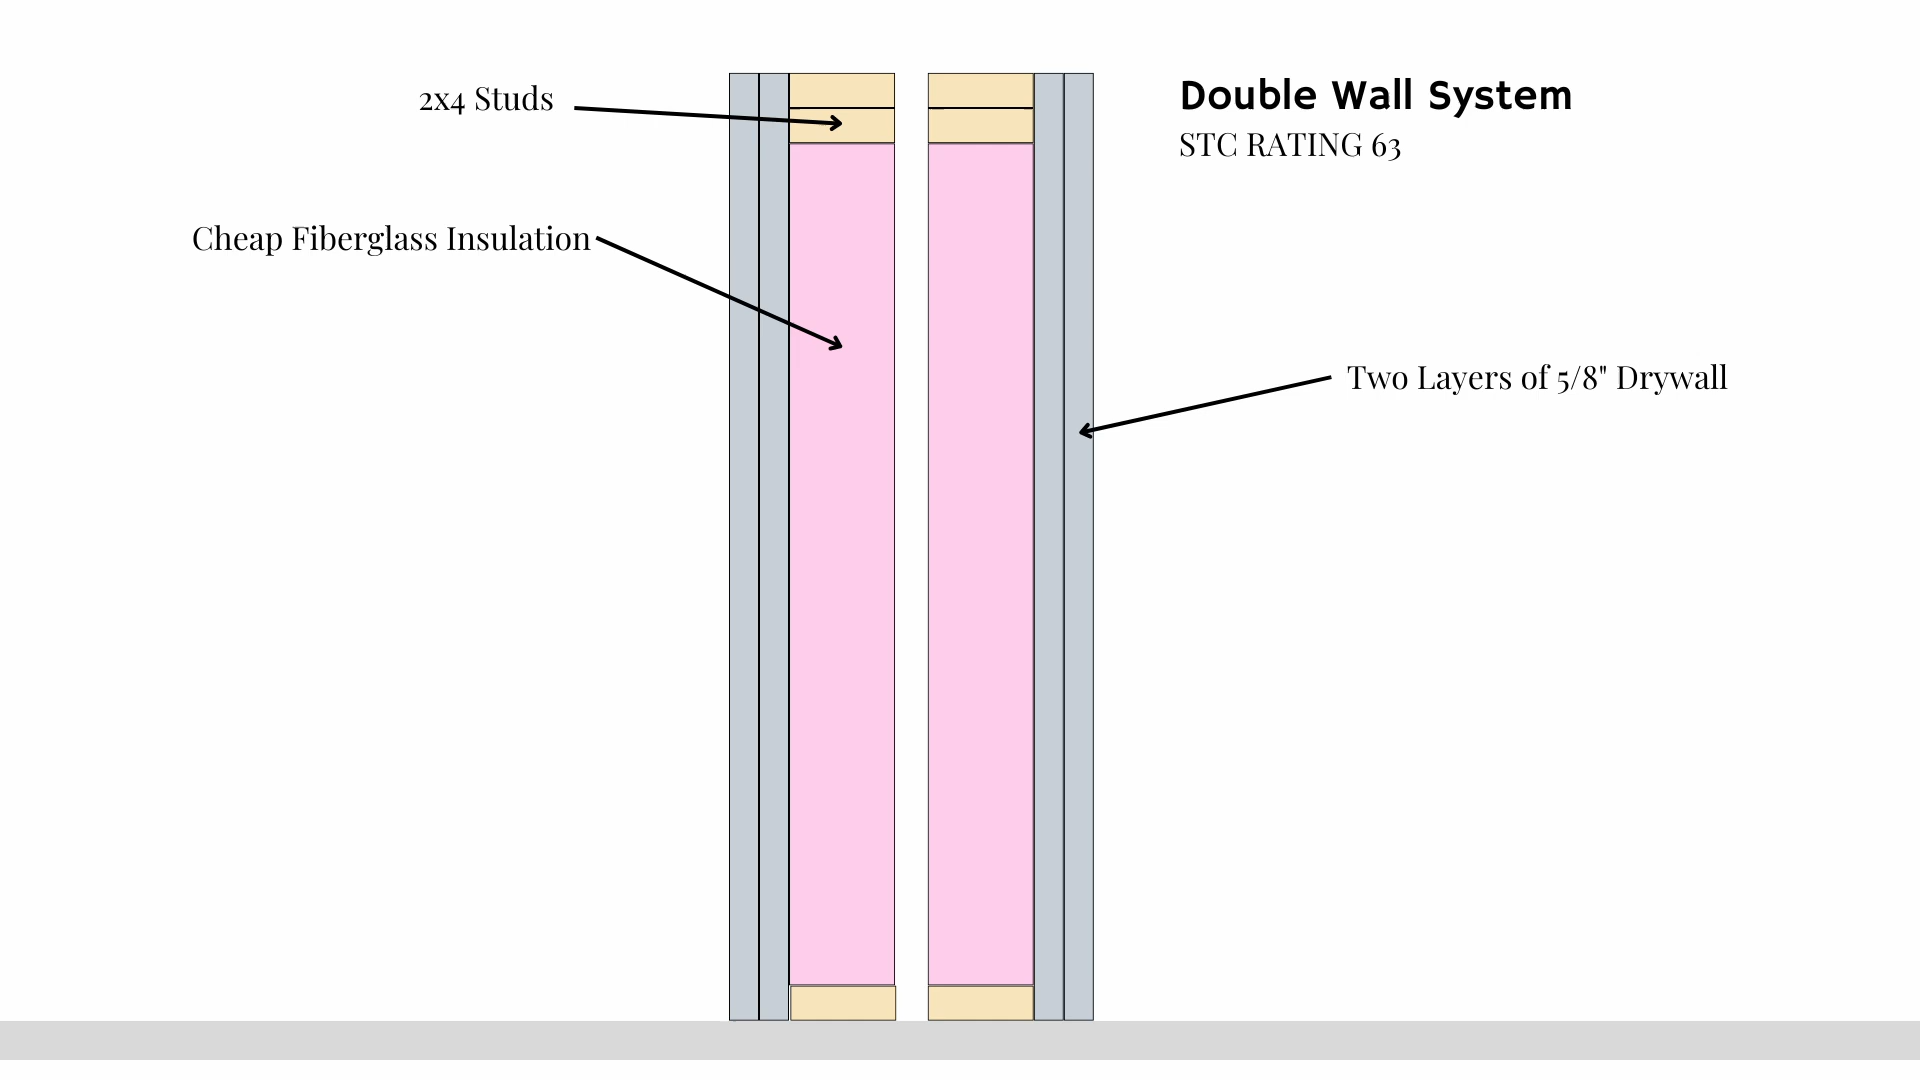 2x4 Studs
Double Wall System
STC RATING 63
Cheap Fiberglass Insulation
Two Layers of 5/8" Drywall